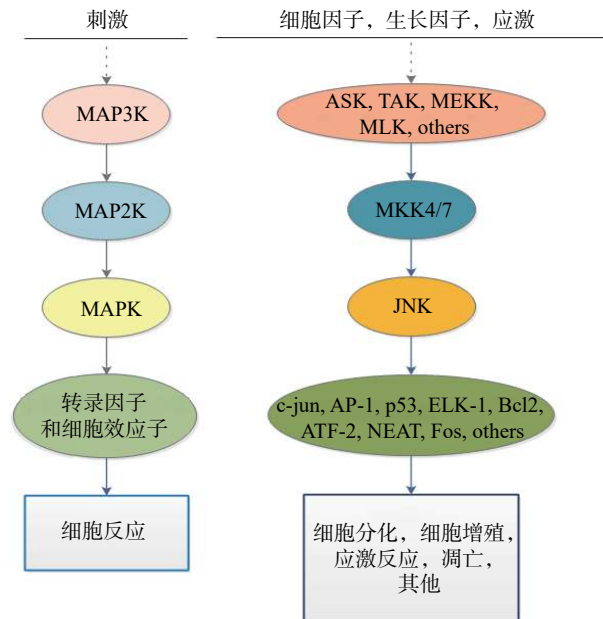 刺激
MAP3K
MAP2K
MAPK
转录因子
和细胞效应子
细胞反应
细胞因子，生长因子，应激
ASK, TAK, MEKK,
MLK, others
MKK4/7
JNK
c-jun, AP-1, p53, ELK-1, Bcl2,
ATF-2, NEAT, Fos, others
细胞分化，细胞增殖，
应激反应，凋亡，
其他